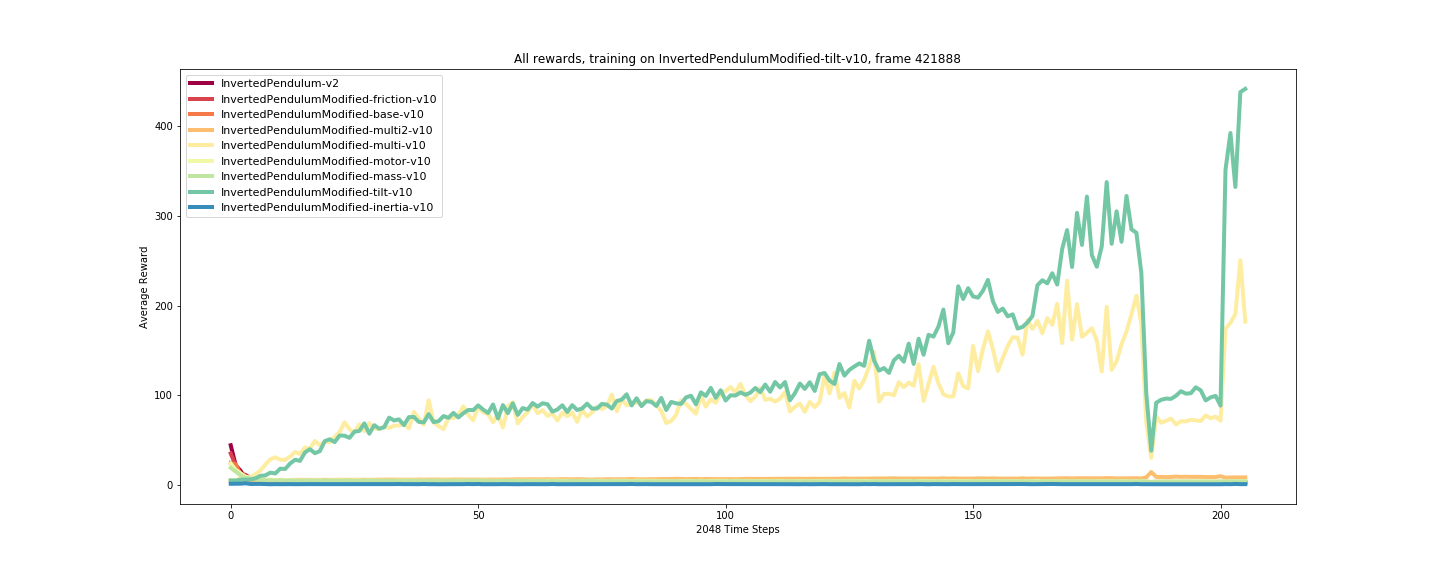 All rewards, training on InvertedPendulumModified-tilt-v10, frame 421888
InvertedPendulum-v2
InvertedPendulumModified-friction-v10
InvertedPendulumModified-base-v10
InvertedPendulumModified-multi2-v10
InvertedPendulumModified-multi-v10
InvertedPendulumModified-motor-v10
InvertedPendulumModified-mass-v10
InvertedPendulumModified-tilt-v10
InvertedPendulumModified-inertia-v10
Average Reward
400
300
200
100
0
0 50 100 150 200
2048 Time Steps